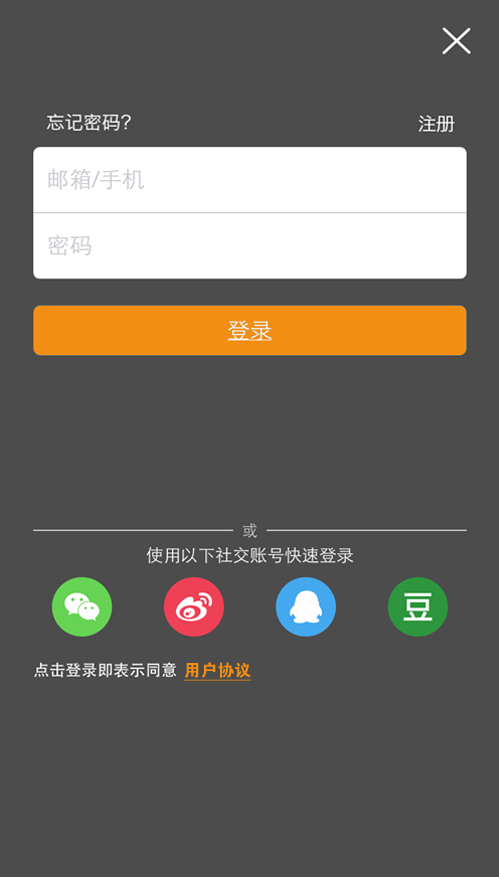 忘记密码？ 注册
邮箱/手机
密码
登录
或
使用以下社交账号快速登录
豆
点击登录即表示同意 用户协议